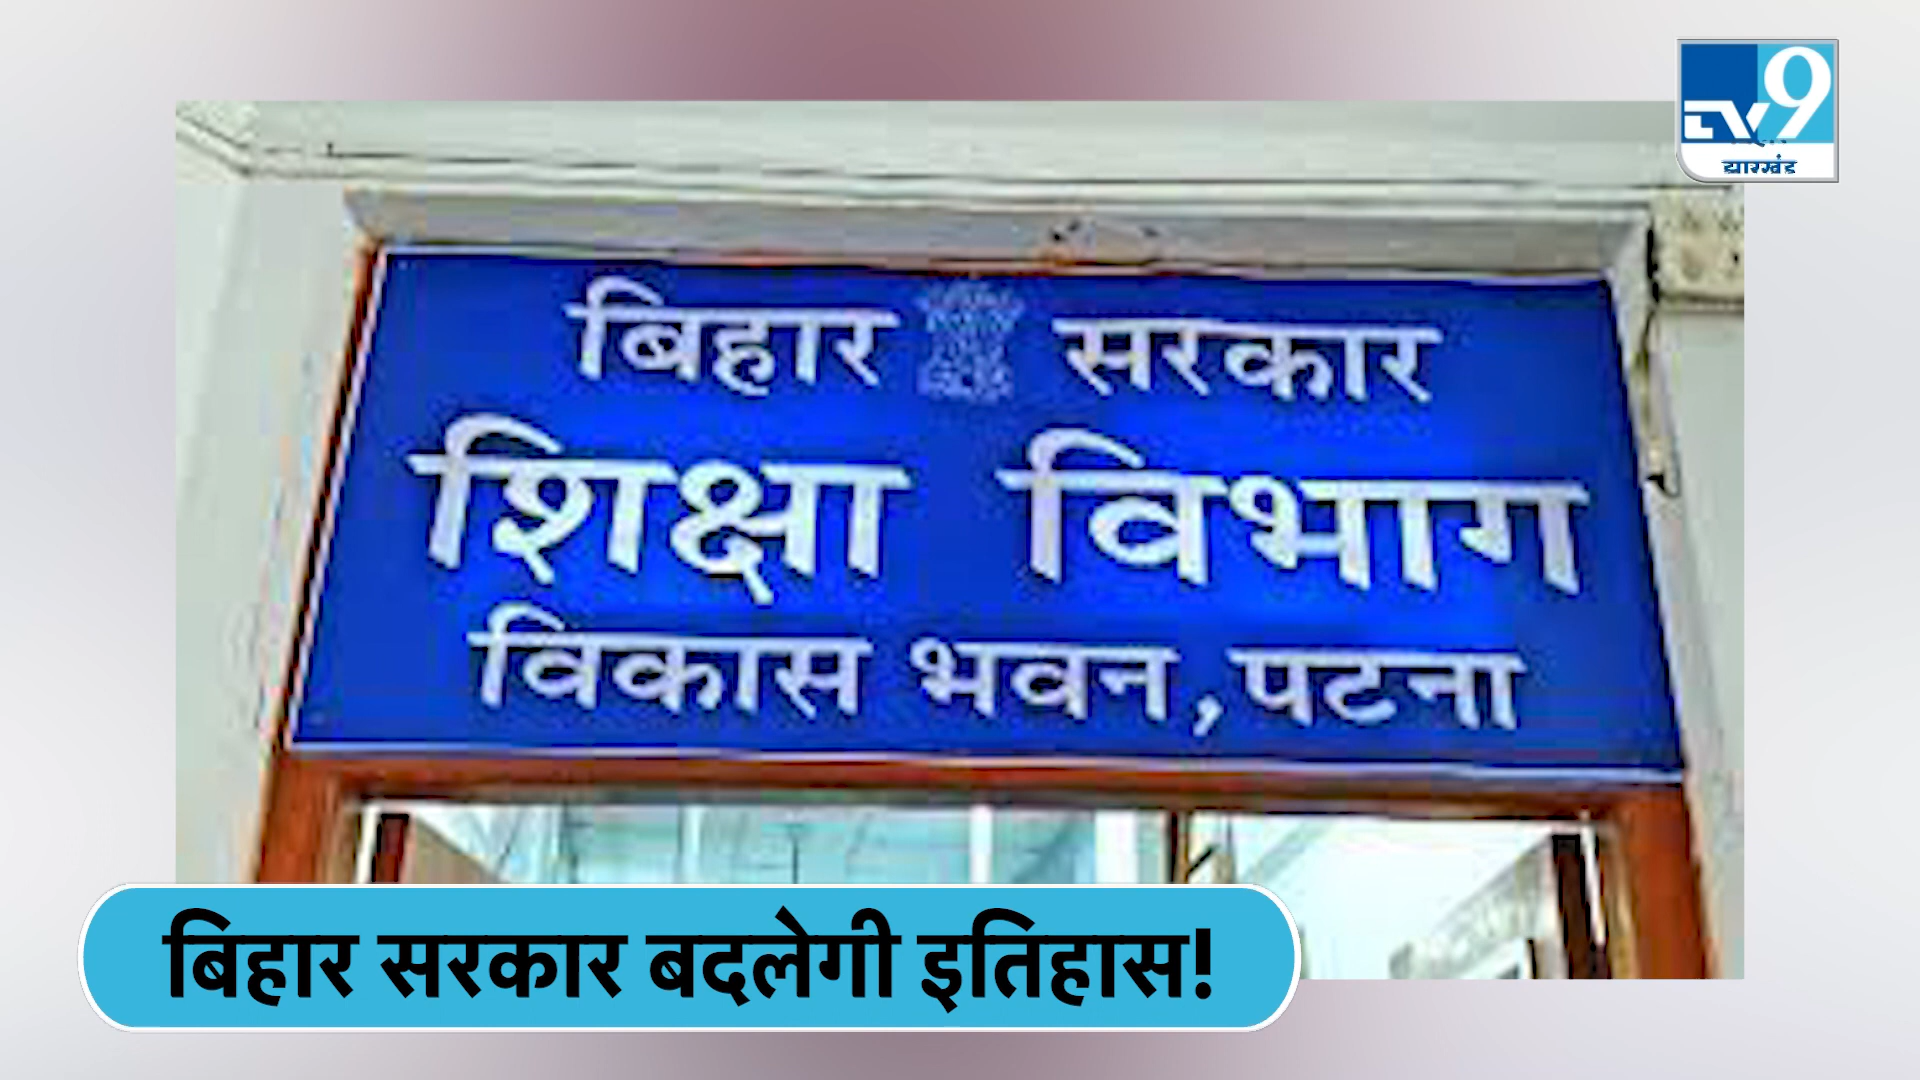 TV9
झारखंड
बिहार सरकार
शिक्षा विभाग
विकास भवन, पटना
बिहार सरकार बदलेगी इतिहास!